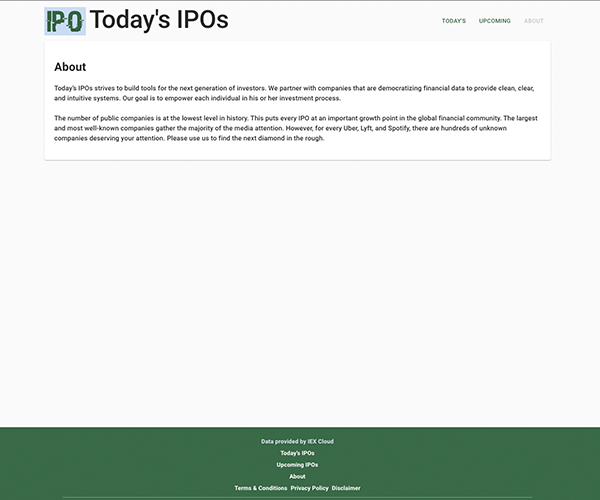 IPO Today's IPOs
TODAY'S UPCOMING ABOUT
About
Today's IPOs strives to build tools for the next generation of investors. We partner with companies that are democratizing financial data to provide clean, clear,
and intuitive systems. Our goal is to empower each individual in his or her investment process.
The number of public companies is at the lowest level in history. This puts every IPO at an important growth point in the global financial community. The largest
and most well-known companies gather the majority of the media attention. However, for every Uber, Lyft, and Spotify, there are hundreds of unknown
companies deserving your attention. Please use us to find the next diamond in the rough.
Data provided by IEX Cloud
Today's IPOs
Upcoming IPOs
About
Terms & Conditions Privacy Policy Disclaimer